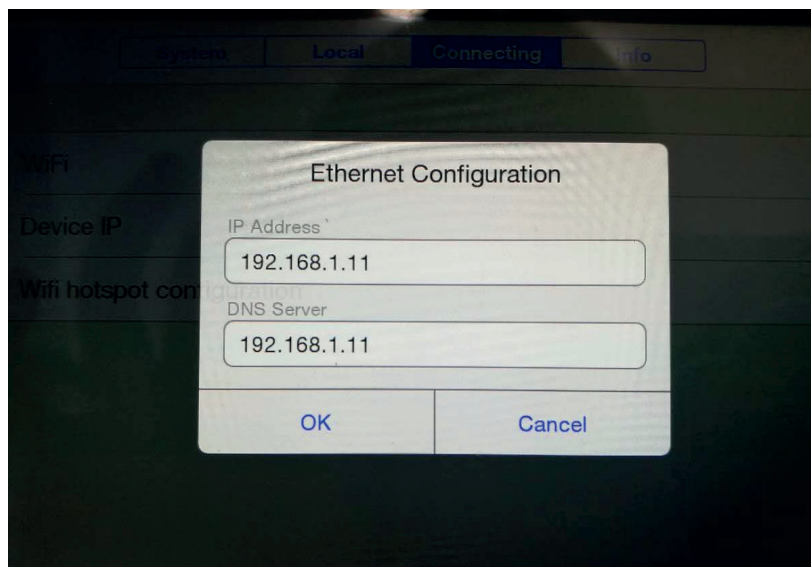 System Local Connecting Info
WiFi
Ethernet Configuration
Device IP
IP Address
192.168.1.11
Wifi hotspot configuration
DNS Server
192.168.1.11
OK Cancel